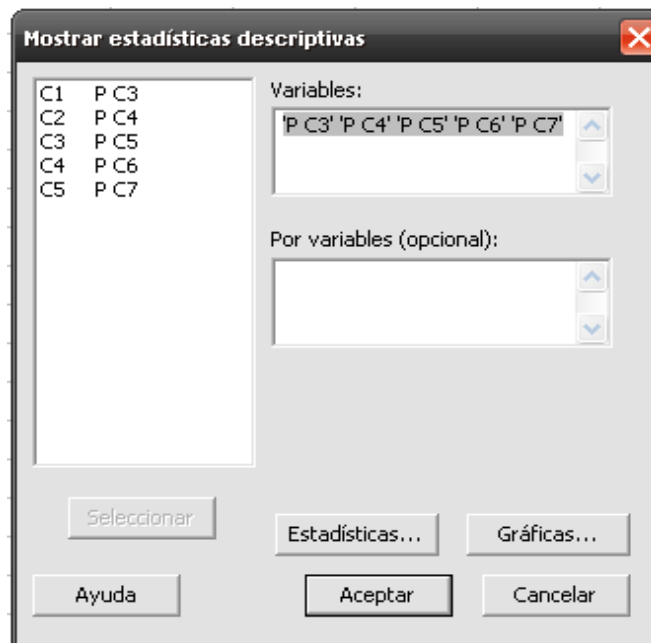 Mostrar estadísticas descriptivas
C1 P C3
C2 P C4
C3 P C5
C4 P C6
C5 P C7
Variables:
'P C3' 'P C4' 'P C5' 'P C6' 'P C7'
Por variables (opcional):
Seleccionar
Estadísticas...
Gráficas...
Ayuda
Aceptar
Cancelar